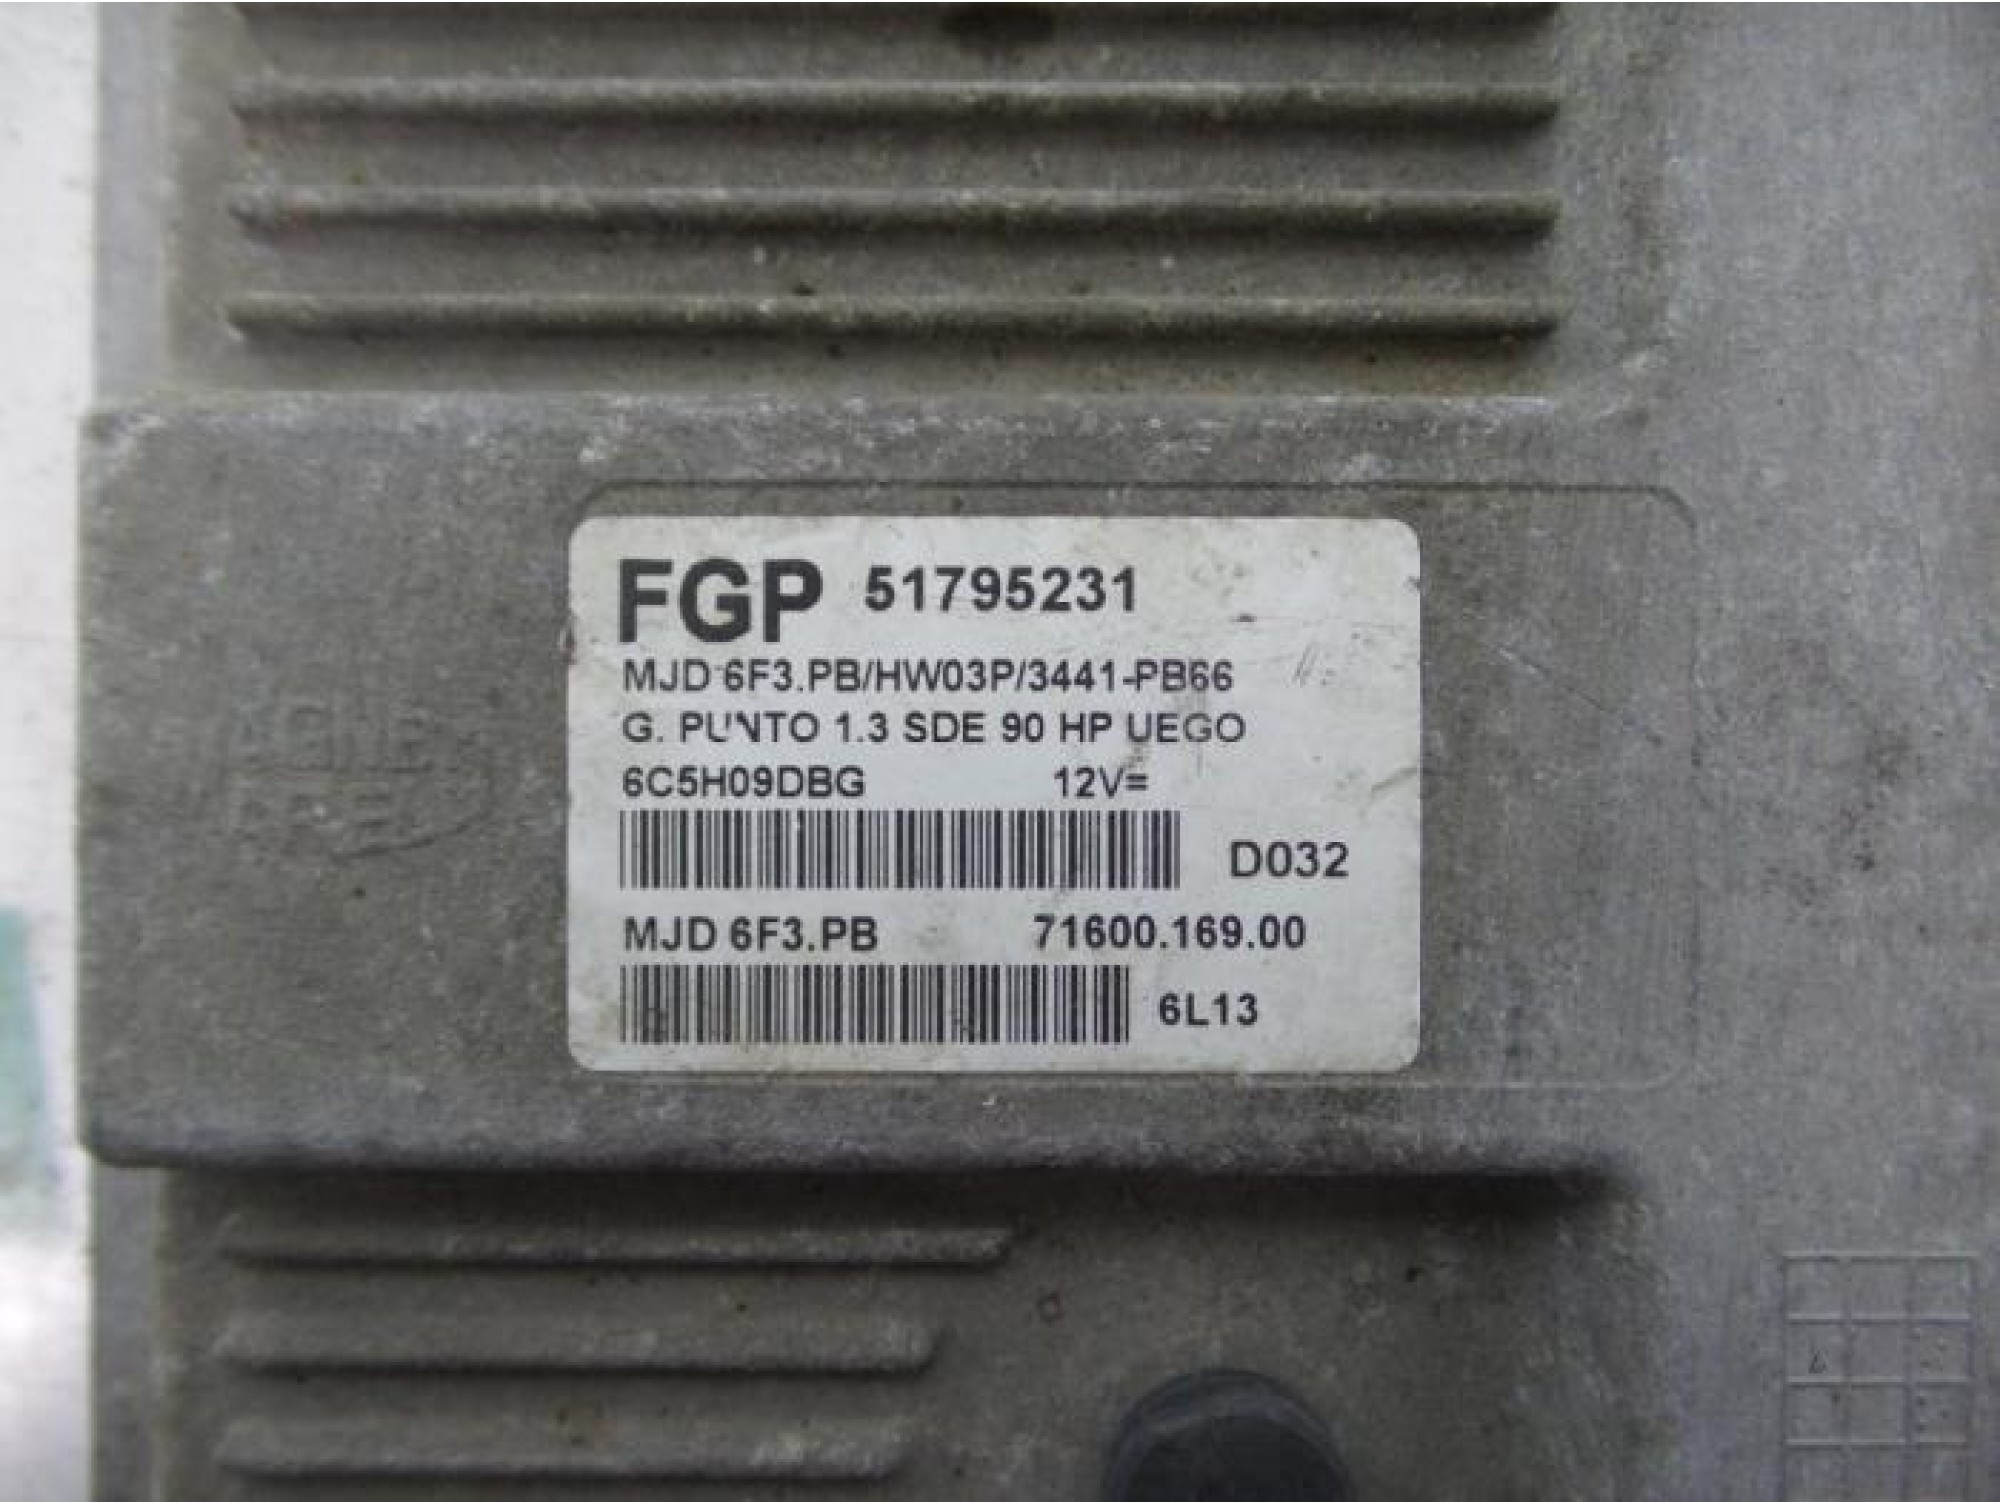 FGP 51795231
MJD 6F3.PB/HW03P/3441-PB66
G. PUNTO 1.3 SDE 90 HP UEGO
6C5H09DBG 12V=
D032
MJD 6F3.PB 71600.169.00
6L13